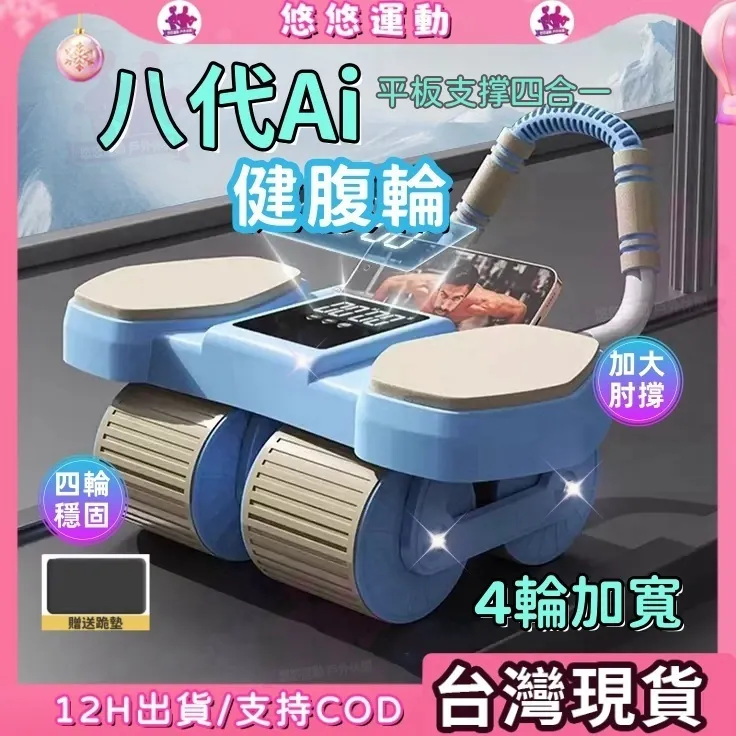 悠悠運動
八代Ai
平板支撐四合一
健腹輪
00:00
加大
肘撐
四輪
穩固
贈送跪墊
4輪加寬
12H出貨/支持COD
台灣現貨